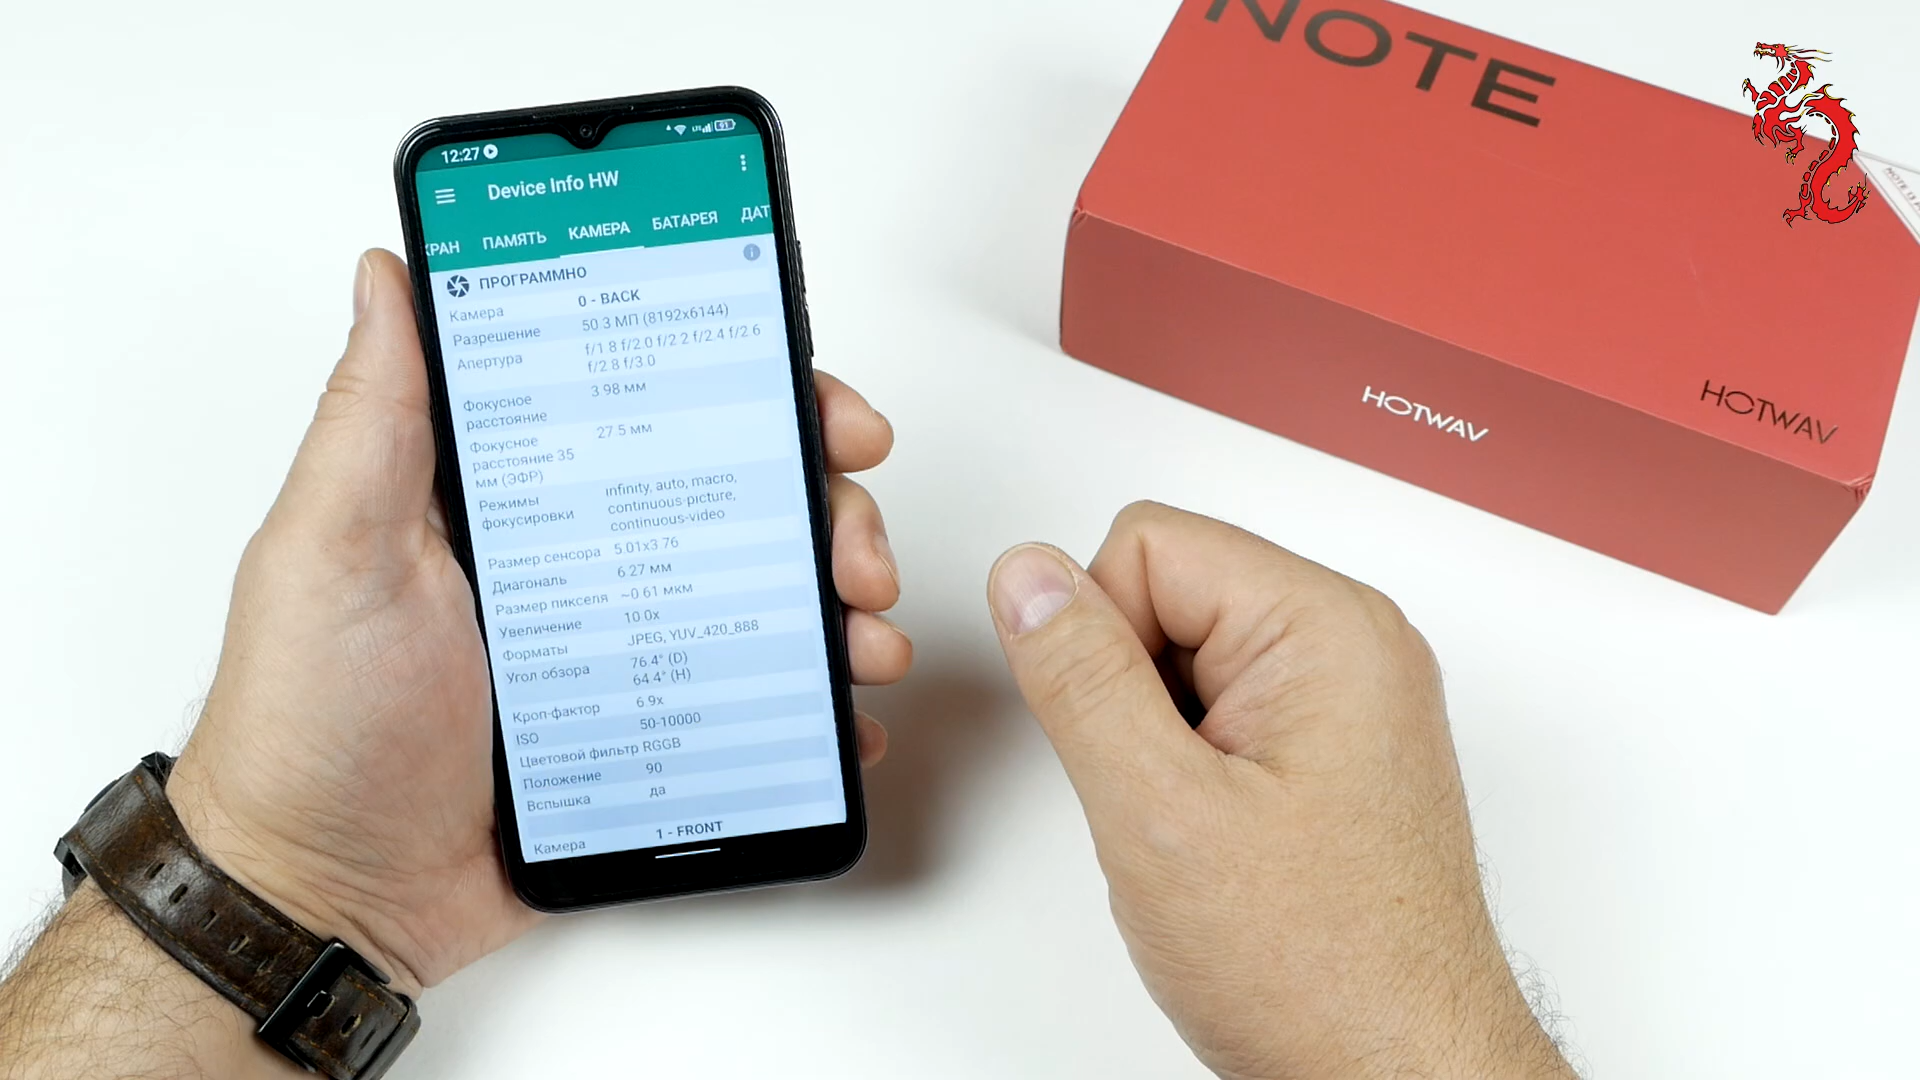 NOTE
NOTE 13
HOTWAV
HOTWAV
12:27
91
Device Info HW
КРАН ПАМЯТЬ КАМЕРА БАТАРЕЯ ДАТ
ПРОГРАММНО
Камера 0 - BACK
Разрешение 50.3 МП (8192x6144)
Апертура f/1.8 f/2.0 f/2.2 f/2.4 f/2.6
f/2.8 f/3.0
Фокусное 3.98 мм
расстояние
Фокусное 27.5 мм
расстояние 35
мм (ЭФР)
Режимы infinity, auto, macro,
фокусировки continuous-picture,
continuous-video
Размер сенсора 5.01x3.76
Диагональ 6.27 мм
Размер пикселя ~0.61 мкм
Увеличение 10.0x
Форматы JPEG, YUV_420_888
Угол обзора 76.4° (D)
64.4° (H)
Кроп-фактор 6.9x
ISO 50-10000
Цветовой фильтр RGGB
Положение 90
Вспышка да
Камера 1 - FRONT